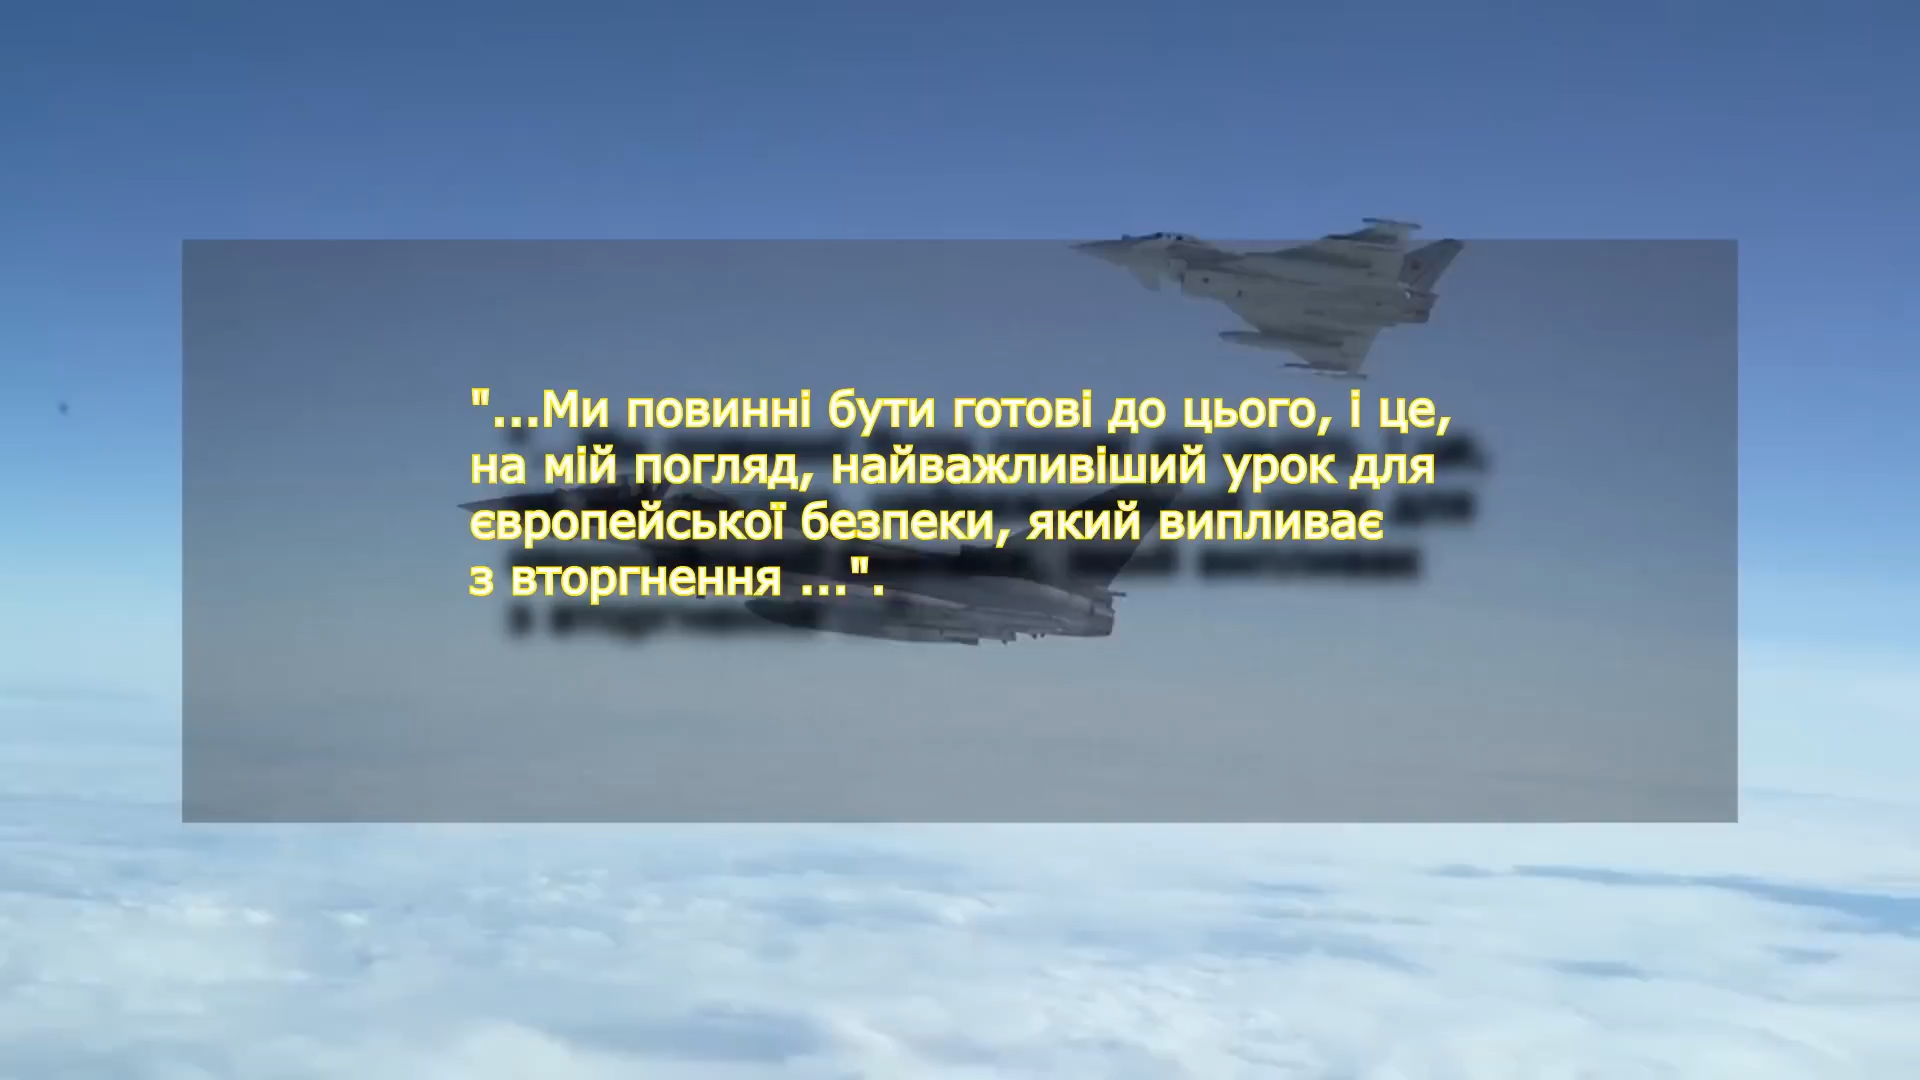 "...Ми повинні бути готові до цього, і це,
на мій погляд, найважливіший урок для
європейської безпеки, який випливає
з вторгнення ...".